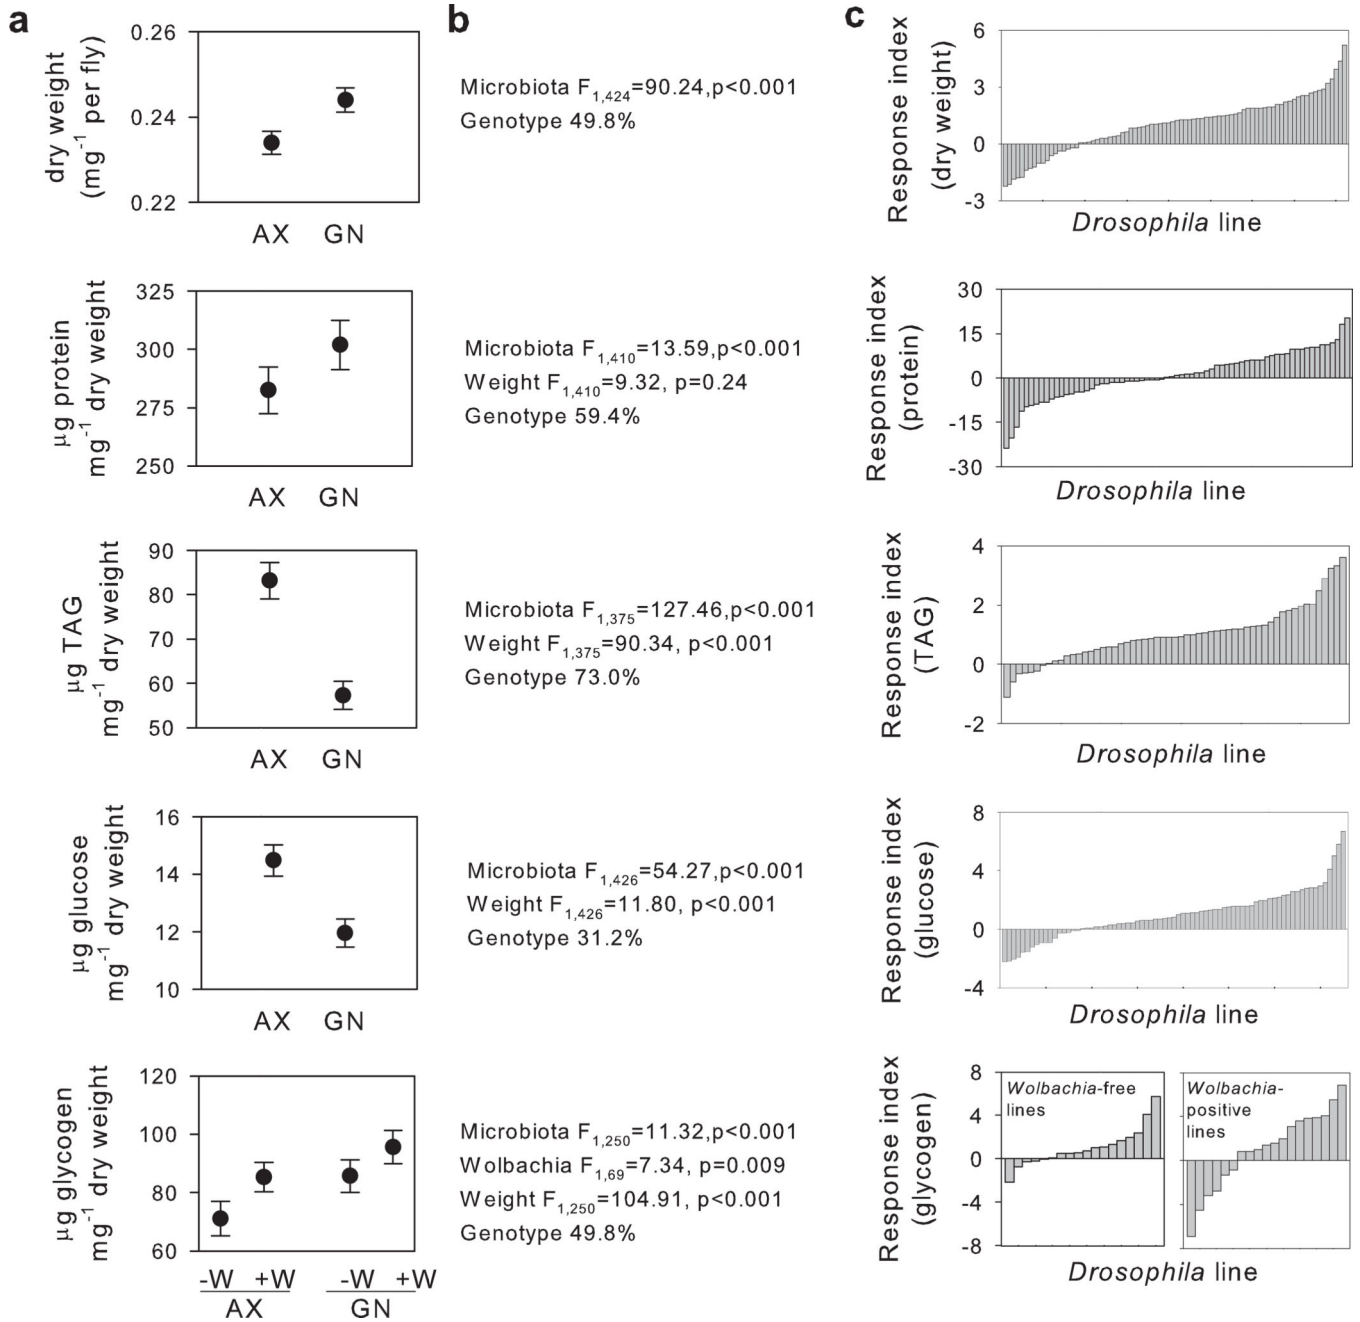 a
b
c
dry weight
(mg⁻¹ per fly)
0.26
0.24
0.22
AX GN
Microbiota F1,424=90.24,p<0.001
Genotype 49.8%
Response index
(dry weight)
6
3
0
-3
Drosophila line
µg protein
mg⁻¹ dry weight
325
300
275
250
AX GN
Microbiota F1,410=13.59,p<0.001
Weight F1,410=9.32, p=0.24
Genotype 59.4%
Response index
(protein)
30
15
0
-15
-30
Drosophila line
µg TAG
mg⁻¹ dry weight
90
80
70
60
50
AX GN
Microbiota F1,375=127.46,p<0.001
Weight F1,375=90.34, p<0.001
Genotype 73.0%
Response index
(TAG)
4
2
0
-2
Drosophila line
µg glucose
mg⁻¹ dry weight
16
14
12
10
AX GN
Microbiota F1,426=54.27,p<0.001
Weight F1,426=11.80, p<0.001
Genotype 31.2%
Response index
(glucose)
8
4
0
-4
Drosophila line
µg glycogen
mg⁻¹ dry weight
120
100
80
60
-W +W -W +W
AX GN
Microbiota F1,250=11.32,p<0.001
Wolbachia F1,69=7.34, p=0.009
Weight F1,250=104.91, p<0.001
Genotype 49.8%
Response index
(glycogen)
8
4
0
-4
-8
Wolbachia-free
lines
Wolbachia-
positive
lines
Drosophila line